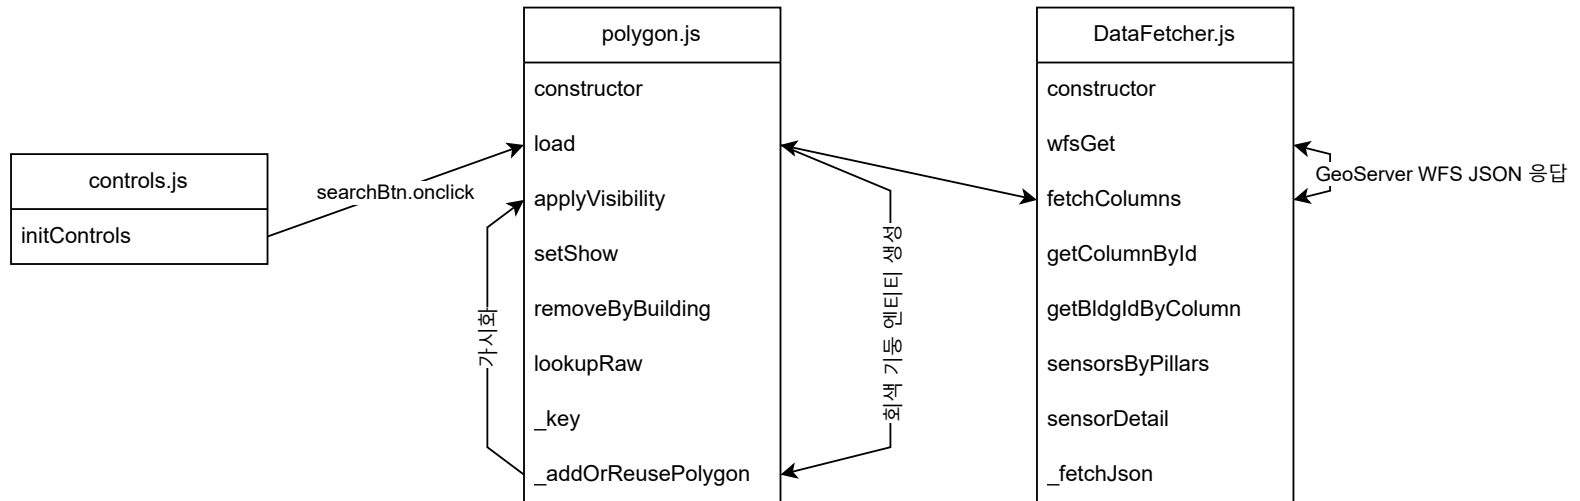 controls.js
initControls
searchBtn.onclick
polygon.js
constructor
load
applyVisibility
setShow
removeByBuilding
lookupRaw
_key
_addOrReusePolygon
가시화
회색 기둥 엔티티 생성
DataFetcher.js
constructor
wfsGet
fetchColumns
getColumnById
getBldgIdByColumn
sensorsByPillars
sensorDetail
_fetchJson
GeoServer WFS JSON 응답